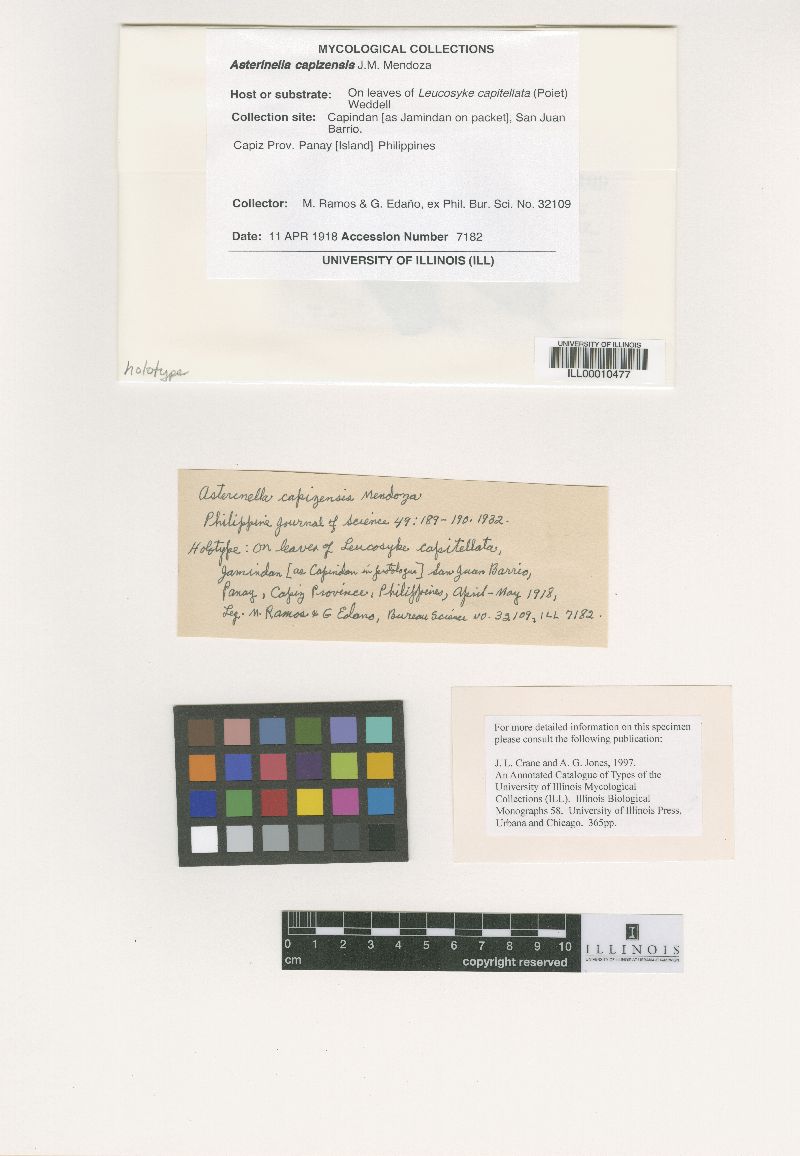 MYCOLOGICAL COLLECTIONS
Asterinella capizensis J.M. Mendoza
Host or substrate: On leaves of Leucosyke capitellata (Poiet)
Weddell
Collection site: Capindan [as Jamindan on packet], San Juan
Barrio.
Capiz Prov. Panay [Island] Philippines
Collector: M. Ramos & G. Edaño, ex Phil. Bur. Sci. No. 32109
Date: 11 APR 1918 Accession Number 7182
UNIVERSITY OF ILLINOIS (ILL)
holotype
UNIVERSITY OF ILLINOIS
ILL00010477
Asterinella capizensis Mendoza
Philippine Journal of Science 49: 189-190. 1932.
Holotype: On leaves of Leucosyke capitellata,
Jamindan [as Capindan in protologue] San Juan Barrio,
Panay, Capiz Province, Philippines, April-May 1918,
Leg. M. Ramos & G Edano, Bureau Science no. 32109, ILL 7182.
For more detailed information on this specimen
please consult the following publication:
J. L. Crane and A. G. Jones, 1997.
An Annotated Catalogue of Types of the
University of Illinois Mycological
Collections (ILL). Illinois Biological
Monographs 58. University of Illinois Press,
Urbana and Chicago. 365pp.
0 1 2 3 4 5 6 7 8 9 10
cm copyright reserved
I
ILLINOIS
UNIVERSITY OF ILLINOIS AT URBANA-CHAMPAIGN